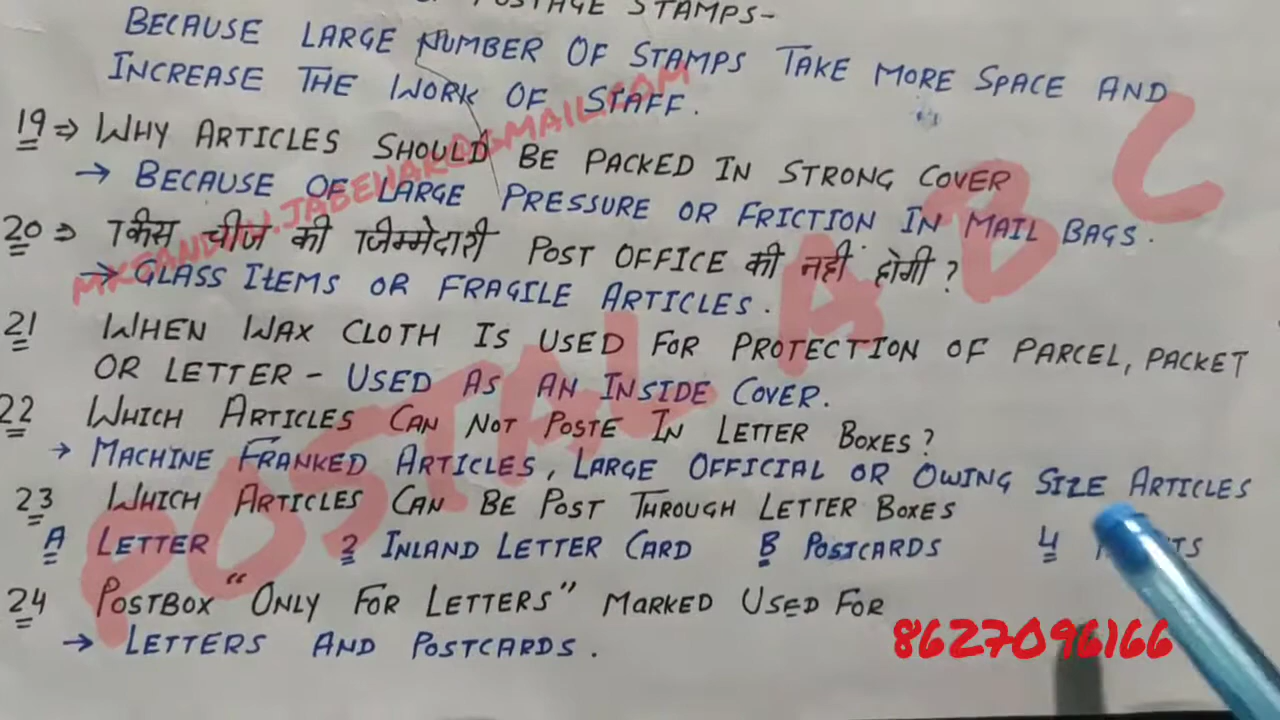 POSTAGE STAMPS-
BECAUSE LARGE NUMBER OF STAMPS TAKE MORE SPACE AND
INCREASE THE WORK OF STAFF.
19 ⇒ WHY ARTICLES SHOULD BE PACKED IN STRONG COVER
→ BECAUSE OF LARGE PRESSURE OR FRICTION IN MAIL BAGS.
20 ⇒ किस चीज की जिम्मेदारी POST OFFICE की नही होगी ?
→ GLASS ITEMS OR FRAGILE ARTICLES.
21 WHEN WAX CLOTH IS USED FOR PROTECTION OF PARCEL, PACKET
OR LETTER - USED AS AN INSIDE COVER.
22 WHICH ARTICLES CAN NOT POSTE IN LETTER BOXES?
→ MACHINE FRANKED ARTICLES, LARGE OFFICIAL OR OWING SIZE ARTICLES
23 WHICH ARTICLES CAN BE POST THROUGH LETTER BOXES
A LETTER 2 INLAND LETTER CARD B POSTCARDS 4
24 POSTBOX "ONLY FOR LETTERS" MARKED USED FOR
→ LETTERS AND POSTCARDS.
POSTAL A B C
8627096166